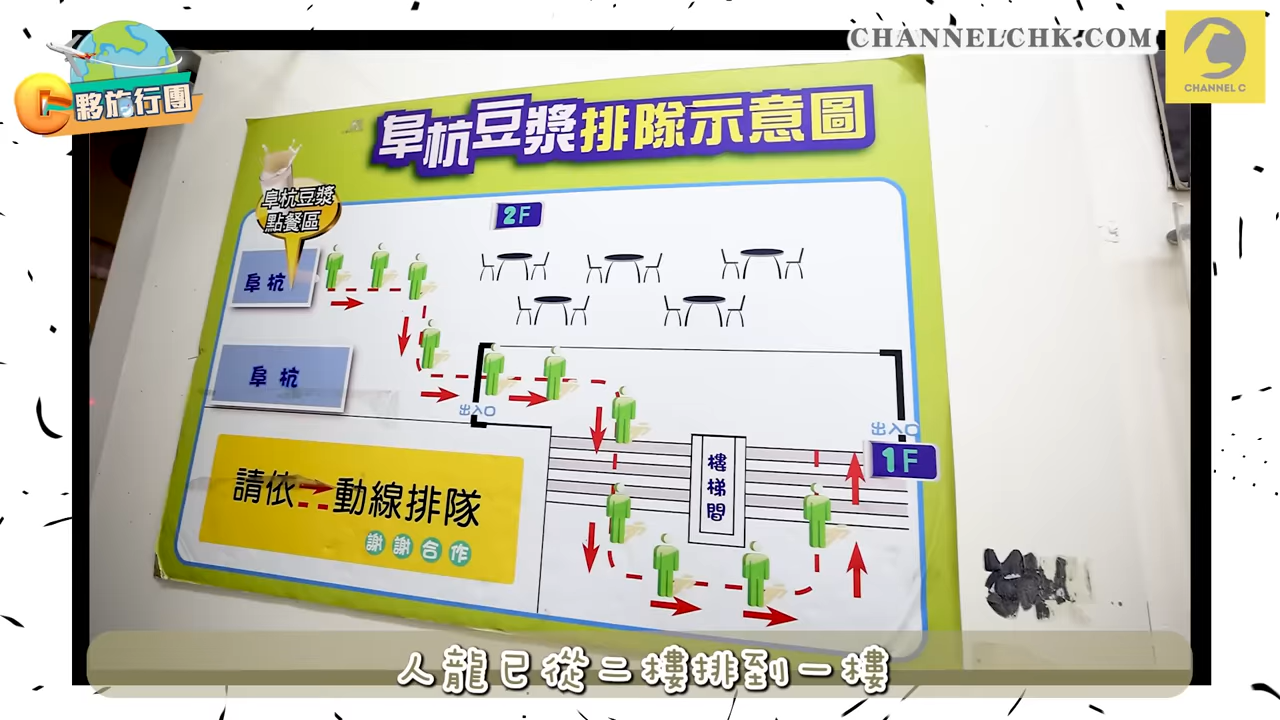 CHANNELCHK.COM
CHANNEL C
C夥旅行團
阜杭豆漿排隊示意圖
阜杭豆漿
點餐區
2F
阜杭
阜杭
出入口
出入口
1F
樓梯間
請依動線排隊
謝謝合作
人龍已從二樓排到一樓